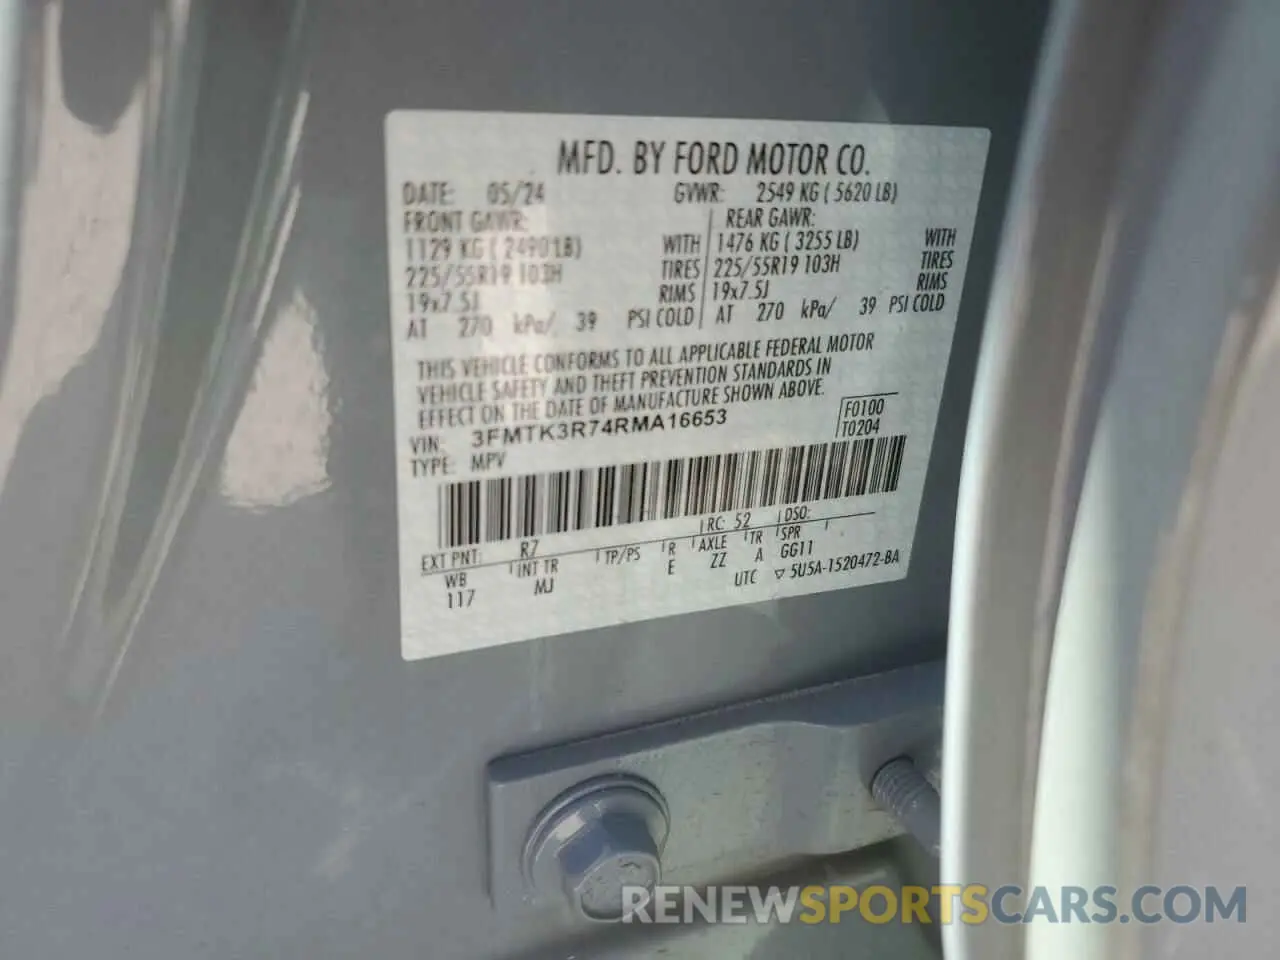 MFD. BY FORD MOTOR CO.
DATE: 05/24 GVWR: 2549 KG ( 5620 LB)
FRONT GAWR: REAR GAWR:
1129 KG ( 2490 LB) WITH 1476 KG ( 3255 LB) WITH
225/55R19 103H TIRES 225/55R19 103H TIRES
19x7.5J RIMS 19x7.5J RIMS
AT 270 kPa/ 39 PSI COLD AT 270 kPa/ 39 PSI COLD
THIS VEHICLE CONFORMS TO ALL APPLICABLE FEDERAL MOTOR
VEHICLE SAFETY AND THEFT PREVENTION STANDARDS IN
EFFECT ON THE DATE OF MANUFACTURE SHOWN ABOVE.
VIN: 3FMTK3R74RMA16653 F0100
TYPE: MPV T0204
RC: 52 DSO:
EXT PNT: R7
WB INT TR TP/PS R AXLE TR SPR
117 MJ E ZZ A GG11
UTC ▽ 5U5A-1520472-BA
RENEWSPORTSCARS.COM